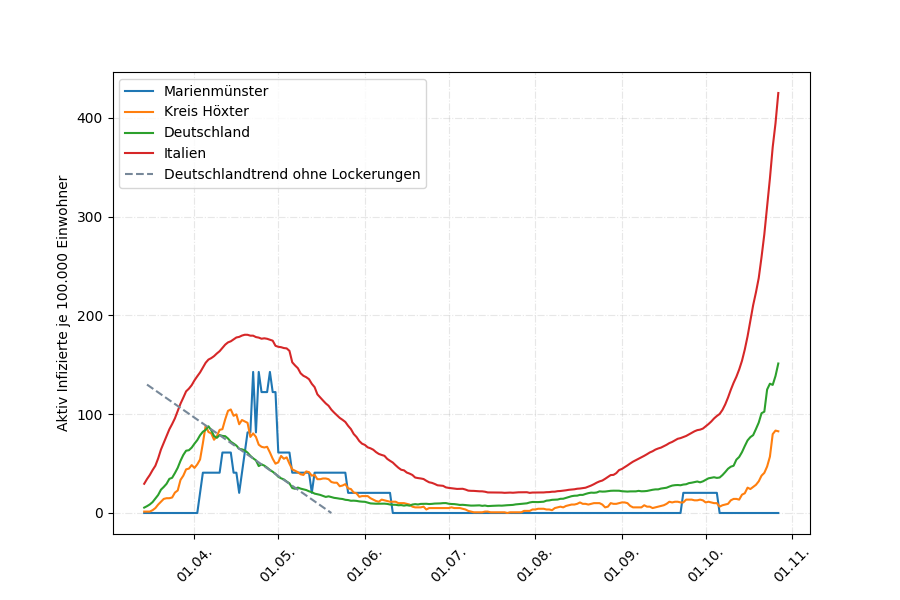 Marienmünster
Kreis Höxter
Deutschland
Italien
Deutschlandtrend ohne Lockerungen
Aktiv Infizierte je 100.000 Einwohner
400
300
200
100
0
01.04.
01.05.
01.06.
01.07.
01.08.
01.09.
01.10.
01.11.